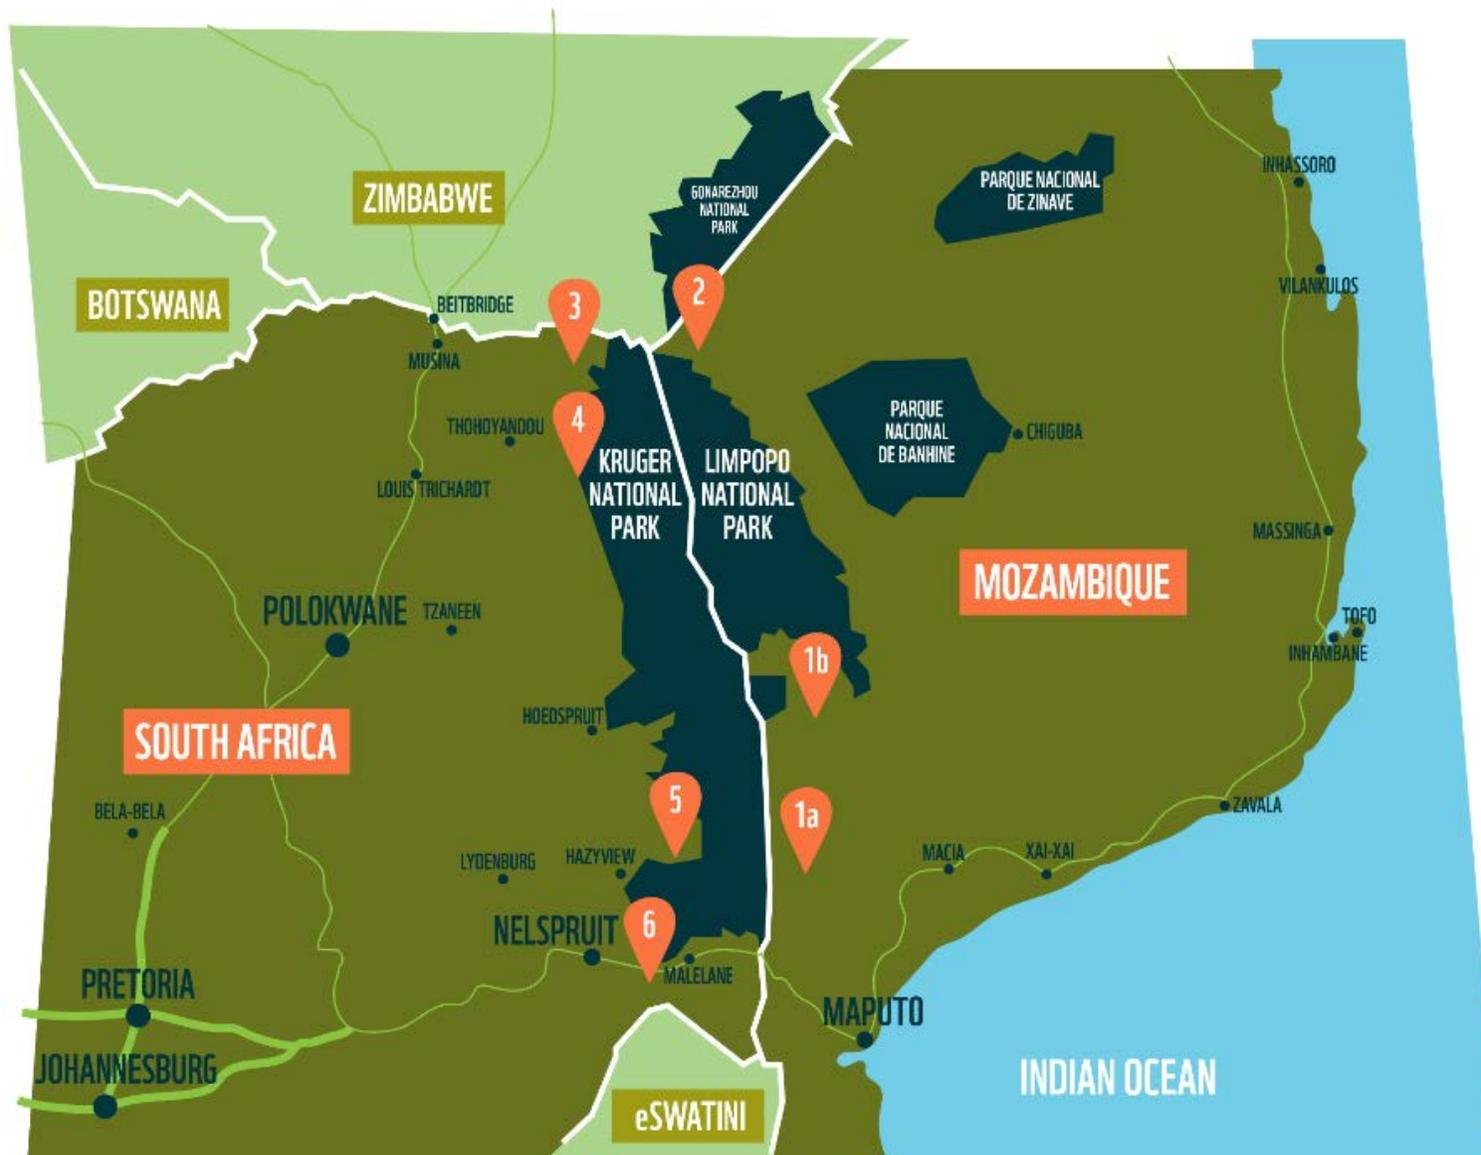 INHASSORO
PARQUE NACIONAL
DE ZINAVE
ZIMBABWE
GONAREZHOU
NATIONAL
PARK
VILANKULOS
BOTSWANA
BEITBRIDGE
3
2
MUSINA
THOHOYANDOU
4
PARQUE
NACIONAL
DE BANHINE
CHIGUBA
KRUGER
NATIONAL
PARK
LIMPOPO
NATIONAL
PARK
LOUIS TRICHARDT
MASSINGA
MOZAMBIQUE
POLOKWANE
TZANEEN
TOFO
INHAMBANE
1b
HOEDSPRUIT
SOUTH AFRICA
5
1a
BELA-BELA
ZAVALA
LYDENBURG
HAZYVIEW
MACIA
XAI-XAI
NELSPRUIT
6
MALELANE
PRETORIA
MAPUTO
JOHANNESBURG
INDIAN OCEAN
eSWATINI